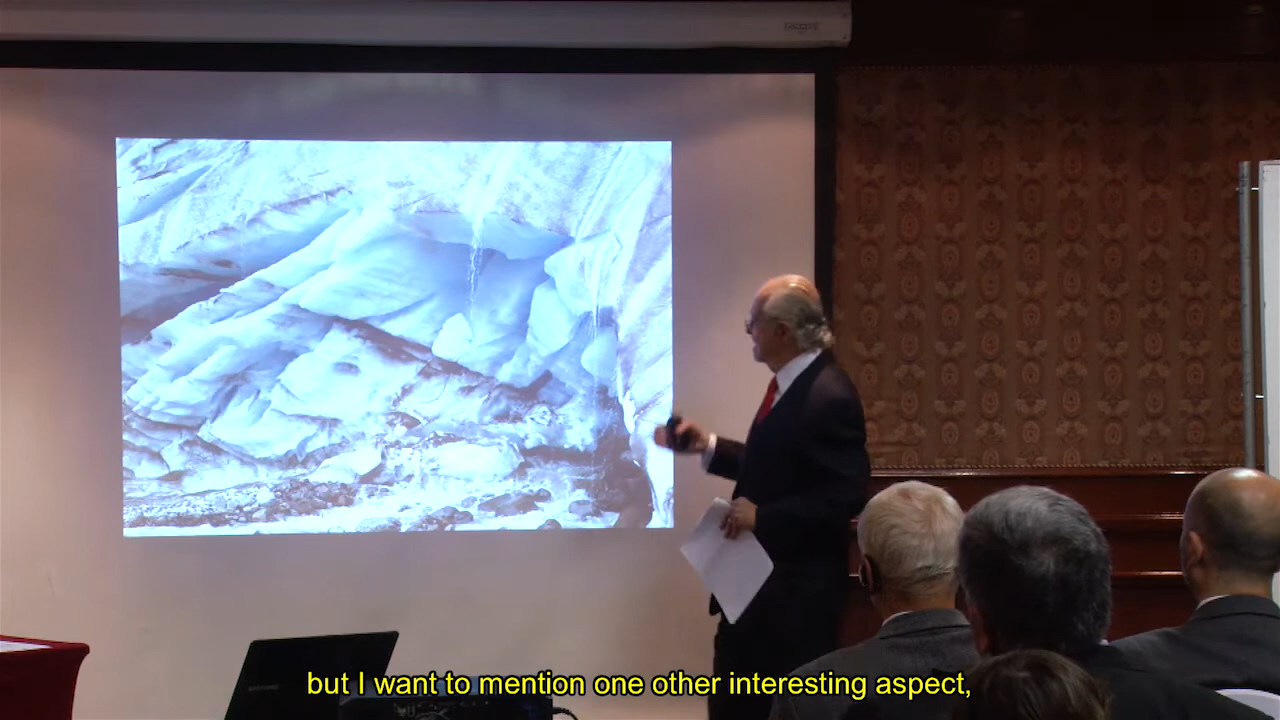 but I want to mention one other interesting aspect,